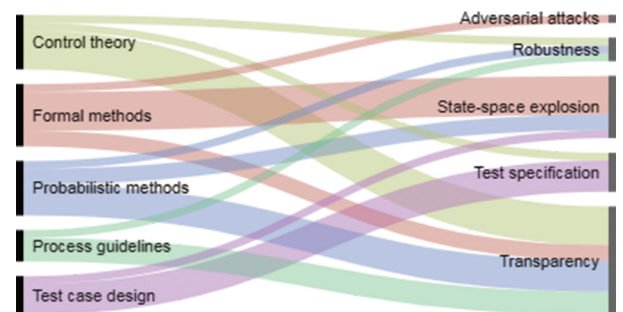 Control theory
Formal methods
Probabilistic methods
Process guidelines
Test case design
Adversarial attacks
Robustness
State-space explosion
Test specification
Transparency